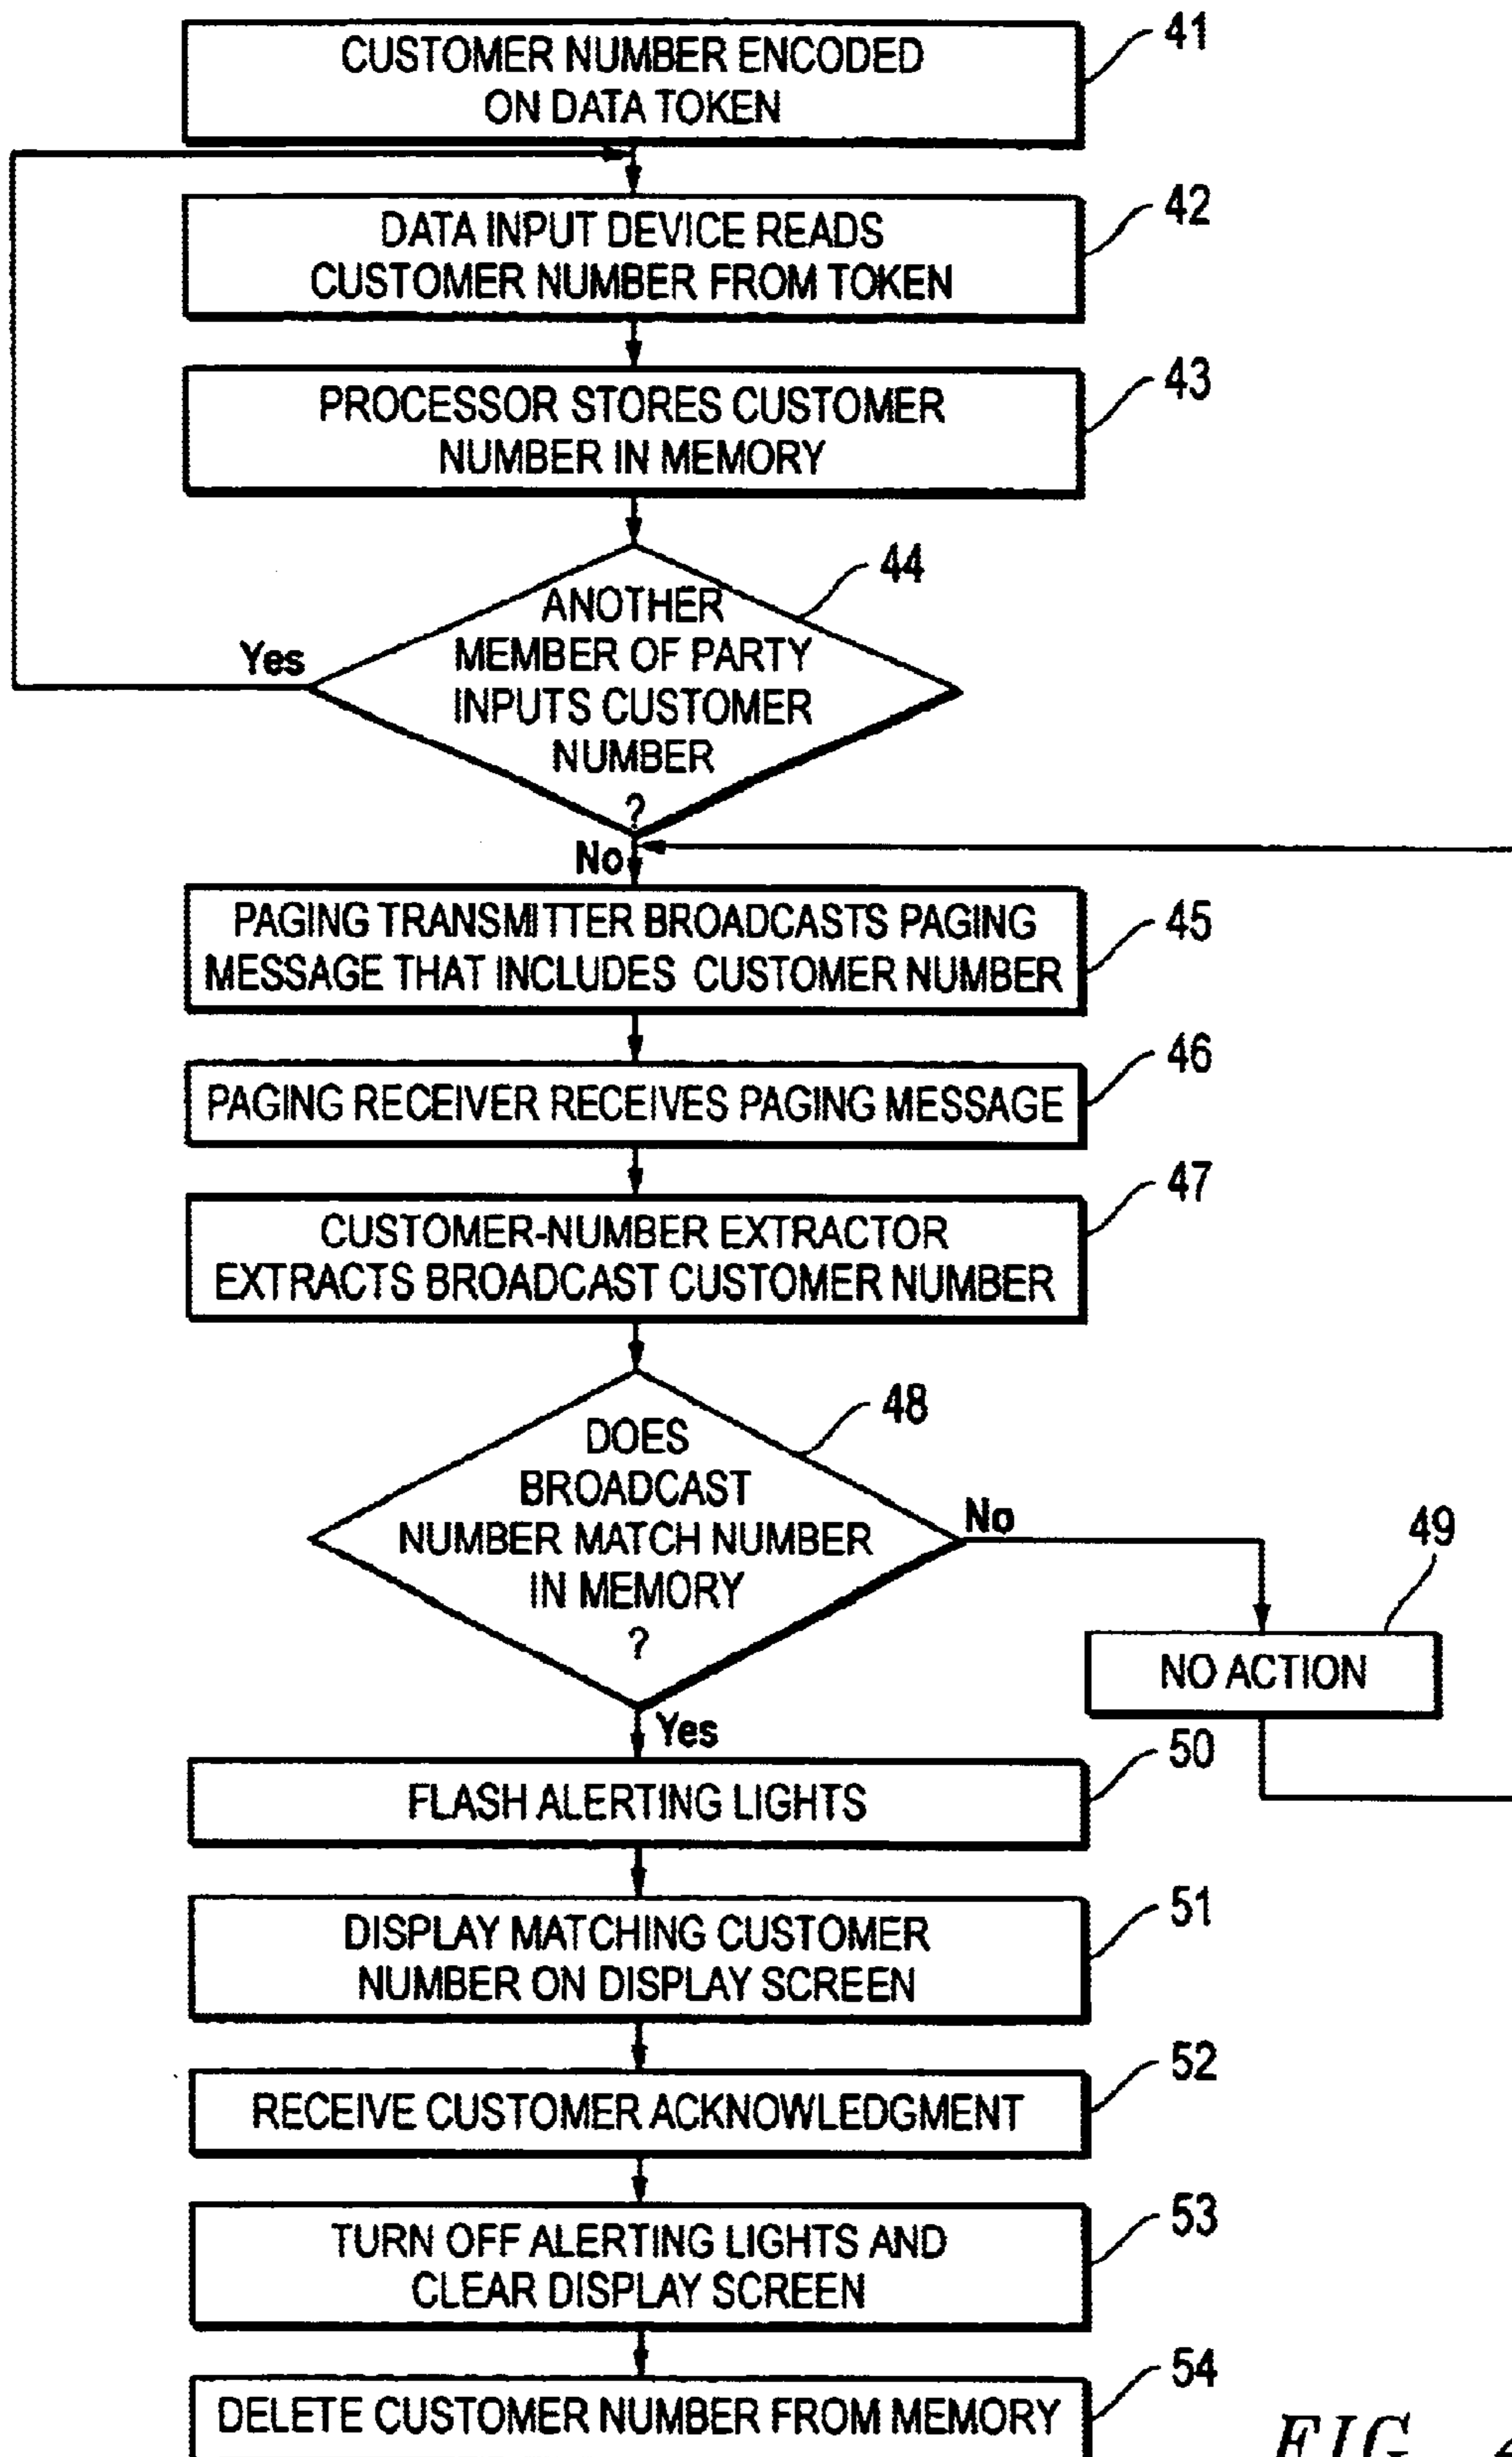 CUSTOMER NUMBER ENCODED
ON DATA TOKEN
41
DATA INPUT DEVICE READS
CUSTOMER NUMBER FROM TOKEN
42
PROCESSOR STORES CUSTOMER
NUMBER IN MEMORY
43
ANOTHER
MEMBER OF PARTY
INPUTS CUSTOMER
NUMBER
?
44
Yes
No
PAGING TRANSMITTER BROADCASTS PAGING
MESSAGE THAT INCLUDES CUSTOMER NUMBER
45
PAGING RECEIVER RECEIVES PAGING MESSAGE
46
CUSTOMER-NUMBER EXTRACTOR
EXTRACTS BROADCAST CUSTOMER NUMBER
47
DOES
BROADCAST
NUMBER MATCH NUMBER
IN MEMORY
?
48
No
49
NO ACTION
Yes
FLASH ALERTING LIGHTS
50
DISPLAY MATCHING CUSTOMER
NUMBER ON DISPLAY SCREEN
51
RECEIVE CUSTOMER ACKNOWLEDGMENT
52
TURN OFF ALERTING LIGHTS AND
CLEAR DISPLAY SCREEN
53
DELETE CUSTOMER NUMBER FROM MEMORY
54
FIG.